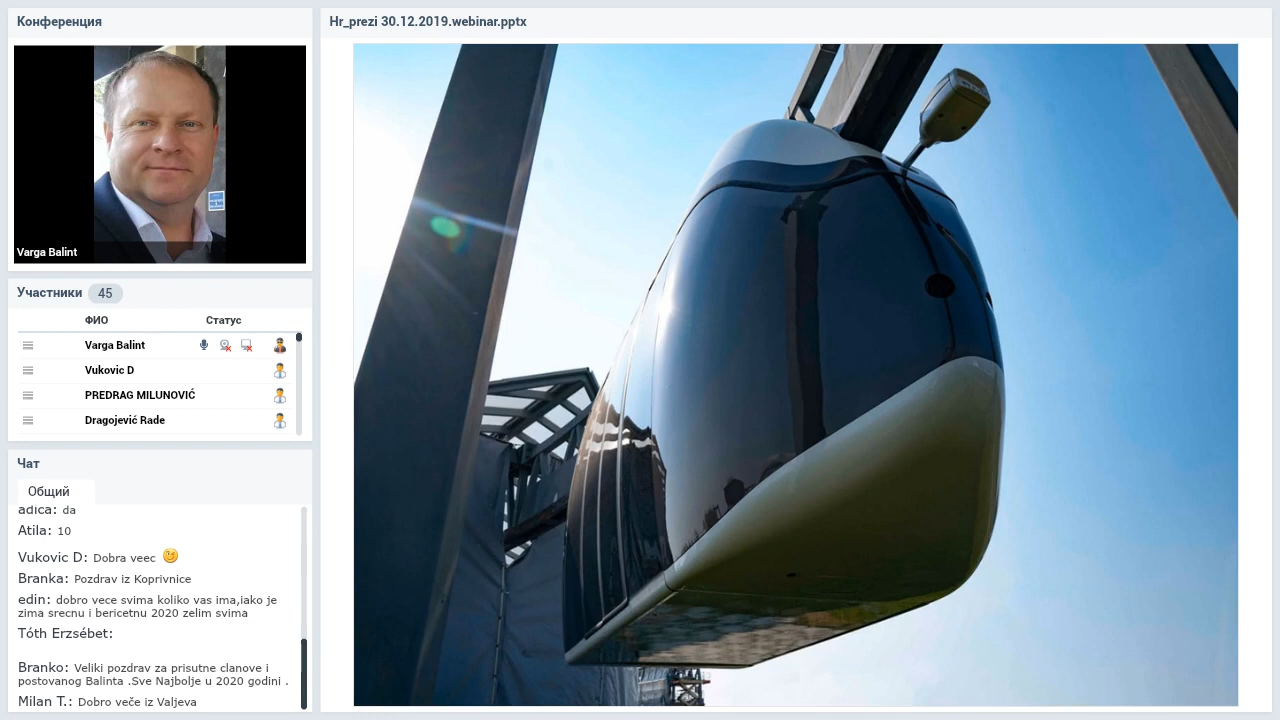 Конференция
Varga Balint
Участники 45
ФИО Статус
Varga Balint
Vukovic D
PREDRAG MILUNOVIĆ
Dragojević Rade
Чат
Общий
adica: da
Atila: 10
Vukovic D: Dobra veec
Branka: Pozdrav iz Koprivnice
edin: dobro vece svima koliko vas ima,iako je
zima srecnu i bericetnu 2020 zelim svima
Tóth Erzsébet:
Branko: Veliki pozdrav za prisutne clanove i
postovanog Balinta .Sve Najbolje u 2020 godini .
Milan T.: Dobro veče iz Valjeva
Hr_prezi 30.12.2019.webinar.pptx